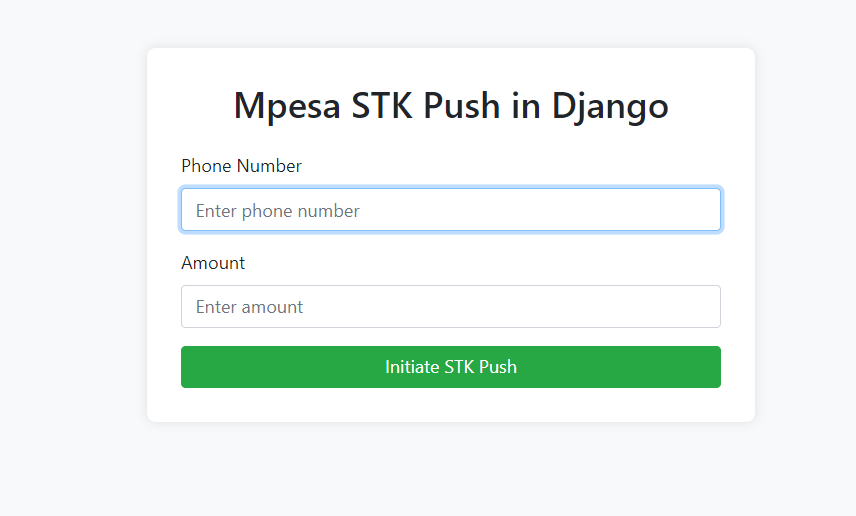 Mpesa STK Push in Django
Phone Number
Enter phone number
Amount
Enter amount
Initiate STK Push